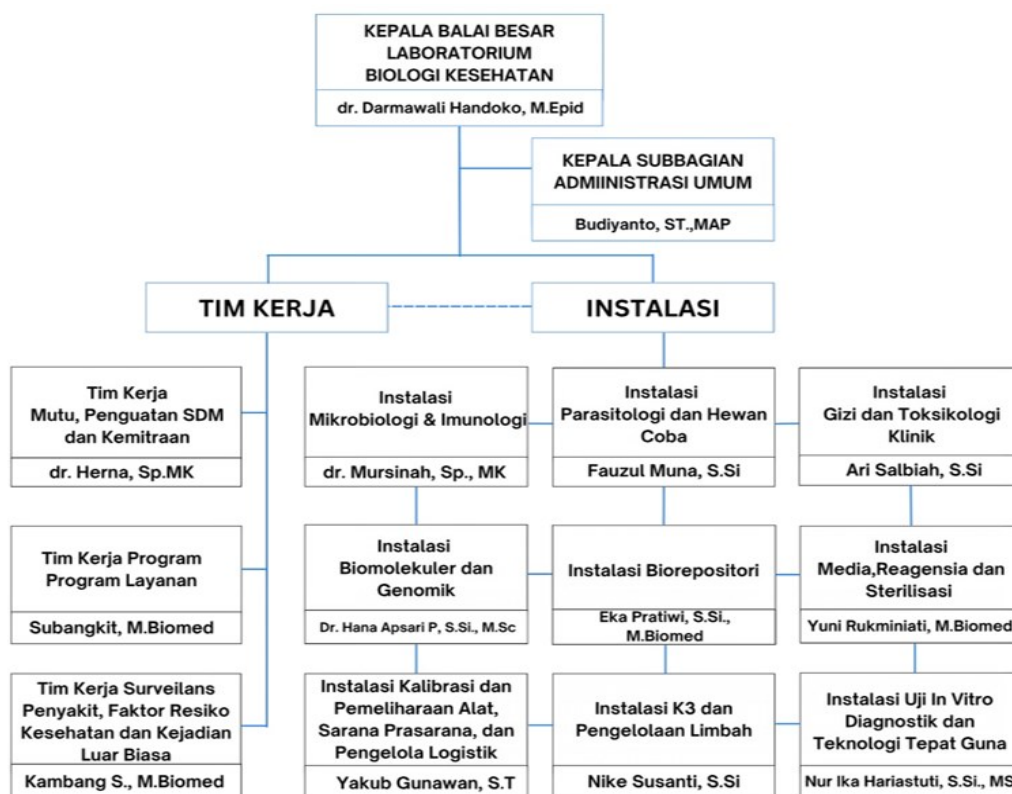 KEPALA BALAI BESAR
LABORATORIUM
BIOLOGI KESEHATAN
dr. Darmawali Handoko, M.Epid
KEPALA SUBBAGIAN
ADMIINISTRASI UMUM
Budiyanto, ST.,MAP
TIM KERJA
INSTALASI
Tim Kerja
Mutu, Penguatan SDM
dan Kemitraan
dr. Herna, Sp.MK
Instalasi
Mikrobiologi & Imunologi
dr. Mursinah, Sp., MK
Instalasi
Parasitologi dan Hewan
Coba
Fauzul Muna, S.Si
Instalasi
Gizi dan Toksikologi
Klinik
Ari Salbiah, S.Si
Tim Kerja Program
Program Layanan
Subangkit, M.Biomed
Instalasi
Biomolekuler dan
Genomik
Dr. Hana Apsari P, S.Si., M.Sc
Instalasi Biorepositori
Eka Pratiwi, S.Si.,
M.Biomed
Instalasi
Media,Reagensia dan
Sterilisasi
Yuni Rukminiati, M.Biomed
Tim Kerja Surveilans
Penyakit, Faktor Resiko
Kesehatan dan Kejadian
Luar Biasa
Kambang S., M.Biomed
Instalasi Kalibrasi dan
Pemeliharaan Alat,
Sarana Prasarana, dan
Pengelola Logistik
Yakub Gunawan, S.T
Instalasi K3 dan
Pengelolaan Limbah
Nike Susanti, S.Si
Instalasi Uji In Vitro
Diagnostik dan
Teknologi Tepat Guna
Nur Ika Hariastuti, S.Si., MS